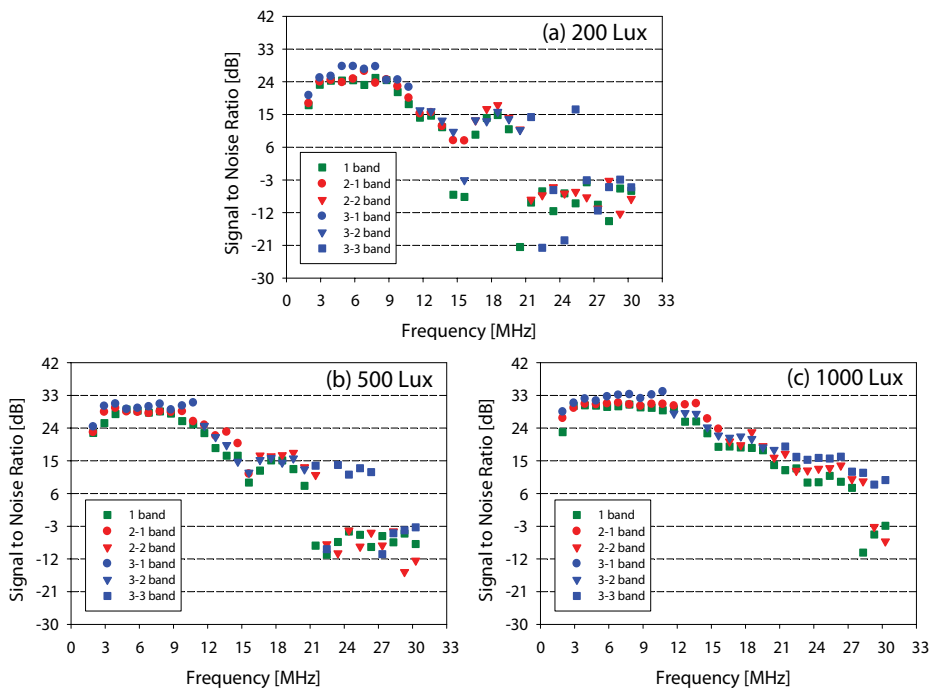 (a) 200 Lux
Signal to Noise Ratio [dB]
42
33
24
15
6
-3
-12
-21
-30
1 band
2-1 band
2-2 band
3-1 band
3-2 band
3-3 band
0 3 6 9 12 15 18 21 24 27 30 33
Frequency [MHz]
(b) 500 Lux
Signal to Noise Ratio [dB]
42
33
24
15
6
-3
-12
-21
-30
1 band
2-1 band
2-2 band
3-1 band
3-2 band
3-3 band
0 3 6 9 12 15 18 21 24 27 30 33
Frequency [MHz]
(c) 1000 Lux
Signal to Noise Ratio [dB]
42
33
24
15
6
-3
-12
-21
-30
1 band
2-1 band
2-2 band
3-1 band
3-2 band
3-3 band
0 3 6 9 12 15 18 21 24 27 30 33
Frequency [MHz]